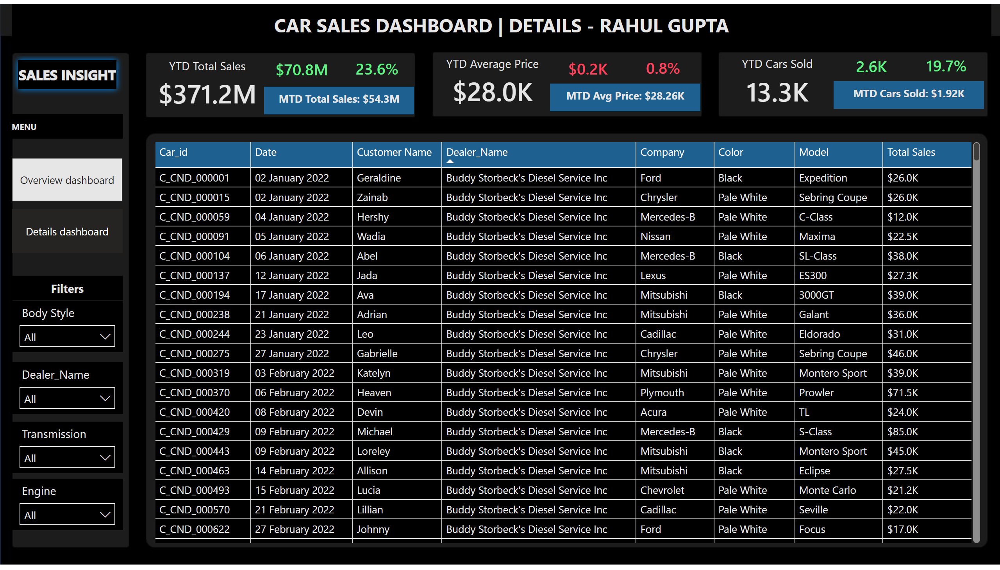 CAR SALES DASHBOARD | DETAILS - RAHUL GUPTA
SALES INSIGHT
MENU
Overview dashboard
Details dashboard
Filters
Body Style
All
Dealer_Name
All
Transmission
All
Engine
All
YTD Total Sales
$371.2M
$70.8M 23.6%
MTD Total Sales: $54.3M
YTD Average Price
$28.0K
$0.2K 0.8%
MTD Avg Price: $28.26K
YTD Cars Sold
13.3K
2.6K 19.7%
MTD Cars Sold: $1.92K
Car_id Date Customer Name Dealer_Name Company Color Model Total Sales
C_CND_000001 02 January 2022 Geraldine Buddy Storbeck's Diesel Service Inc Ford Black Expedition $26.0K
C_CND_000015 02 January 2022 Zainab Buddy Storbeck's Diesel Service Inc Chrysler Pale White Sebring Coupe $26.0K
C_CND_000059 04 January 2022 Hershy Buddy Storbeck's Diesel Service Inc Mercedes-B Pale White C-Class $12.0K
C_CND_000091 05 January 2022 Wadia Buddy Storbeck's Diesel Service Inc Nissan Pale White Maxima $22.5K
C_CND_000104 06 January 2022 Abel Buddy Storbeck's Diesel Service Inc Mercedes-B Black SL-Class $38.0K
C_CND_000137 12 January 2022 Jada Buddy Storbeck's Diesel Service Inc Lexus Pale White ES300 $27.3K
C_CND_000194 17 January 2022 Ava Buddy Storbeck's Diesel Service Inc Mitsubishi Black 3000GT $39.0K
C_CND_000238 21 January 2022 Adrian Buddy Storbeck's Diesel Service Inc Mitsubishi Pale White Galant $36.0K
C_CND_000244 23 January 2022 Leo Buddy Storbeck's Diesel Service Inc Cadillac Pale White Eldorado $31.0K
C_CND_000275 27 January 2022 Gabrielle Buddy Storbeck's Diesel Service Inc Chrysler Pale White Sebring Coupe $46.0K
C_CND_000319 03 February 2022 Katelyn Buddy Storbeck's Diesel Service Inc Mitsubishi Pale White Montero Sport $39.0K
C_CND_000370 06 February 2022 Heaven Buddy Storbeck's Diesel Service Inc Plymouth Pale White Prowler $71.5K
C_CND_000420 08 February 2022 Devin Buddy Storbeck's Diesel Service Inc Acura Pale White TL $24.0K
C_CND_000429 09 February 2022 Michael Buddy Storbeck's Diesel Service Inc Mercedes-B Black S-Class $85.0K
C_CND_000443 09 February 2022 Loreley Buddy Storbeck's Diesel Service Inc Mitsubishi Black Montero Sport $45.0K
C_CND_000463 14 February 2022 Allison Buddy Storbeck's Diesel Service Inc Mitsubishi Black Eclipse $27.5K
C_CND_000493 15 February 2022 Lucia Buddy Storbeck's Diesel Service Inc Chevrolet Pale White Monte Carlo $21.2K
C_CND_000570 21 February 2022 Lillian Buddy Storbeck's Diesel Service Inc Cadillac Pale White Seville $22.0K
C_CND_000622 27 February 2022 Johnny Buddy Storbeck's Diesel Service Inc Ford Pale White Focus $17.0K